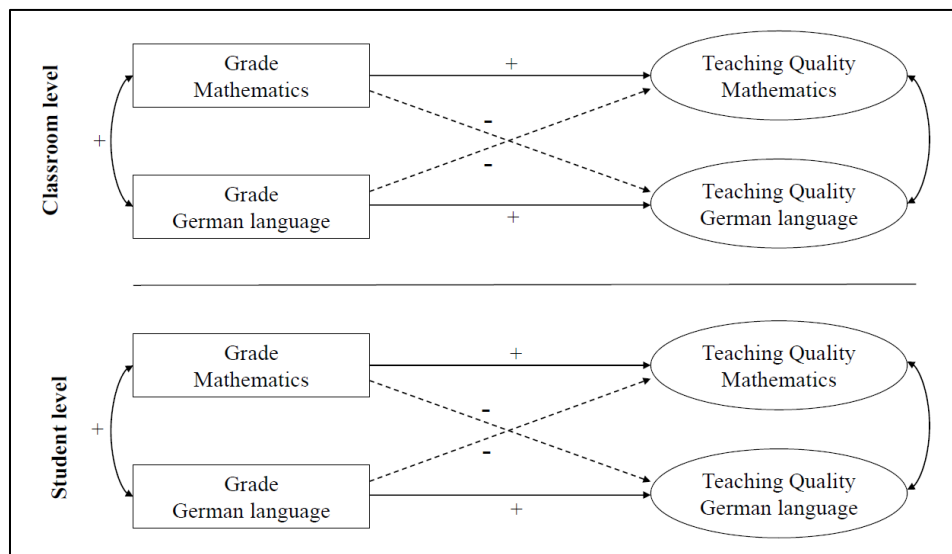 Classroom level
Grade
Mathematics
+
Teaching Quality
Mathematics
+
-
-
Grade
German language
+
Teaching Quality
German language
Student level
Grade
Mathematics
+
Teaching Quality
Mathematics
+
-
-
Grade
German language
+
Teaching Quality
German language